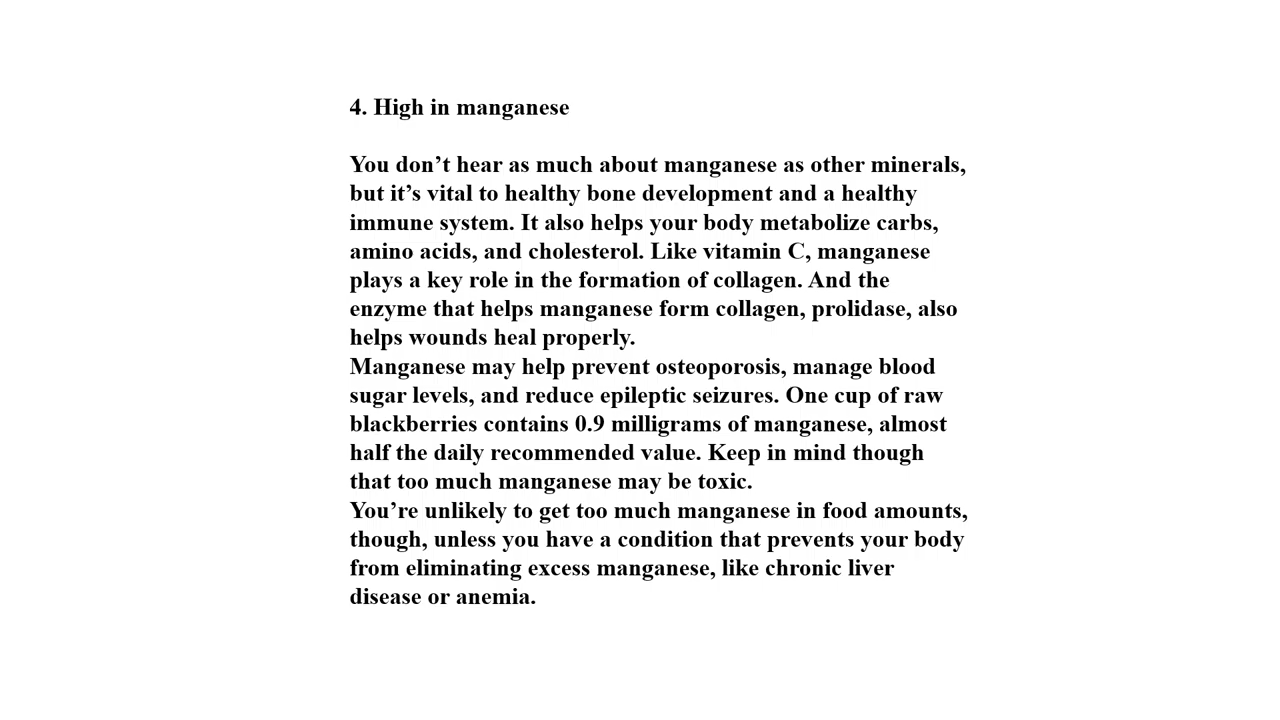 4. High in manganese
You don’t hear as much about manganese as other minerals,
but it’s vital to healthy bone development and a healthy
immune system. It also helps your body metabolize carbs,
amino acids, and cholesterol. Like vitamin C, manganese
plays a key role in the formation of collagen. And the
enzyme that helps manganese form collagen, prolidase, also
helps wounds heal properly.
Manganese may help prevent osteoporosis, manage blood
sugar levels, and reduce epileptic seizures. One cup of raw
blackberries contains 0.9 milligrams of manganese, almost
half the daily recommended value. Keep in mind though
that too much manganese may be toxic.
You’re unlikely to get too much manganese in food amounts,
though, unless you have a condition that prevents your body
from eliminating excess manganese, like chronic liver
disease or anemia.